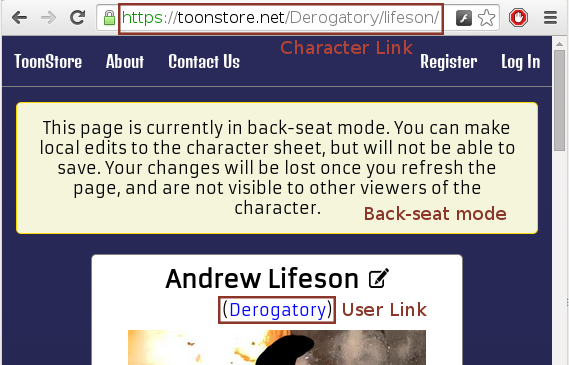 https://toonstore.net/Derogatory/lifeson/
Character Link
ToonStore About Contact Us Register Log In
This page is currently in back-seat mode. You can make
local edits to the character sheet, but will not be able to
save. Your changes will be lost once you refresh the
page, and are not visible to other viewers of the
character.
Back-seat mode
Andrew Lifeson
(Derogatory) User Link